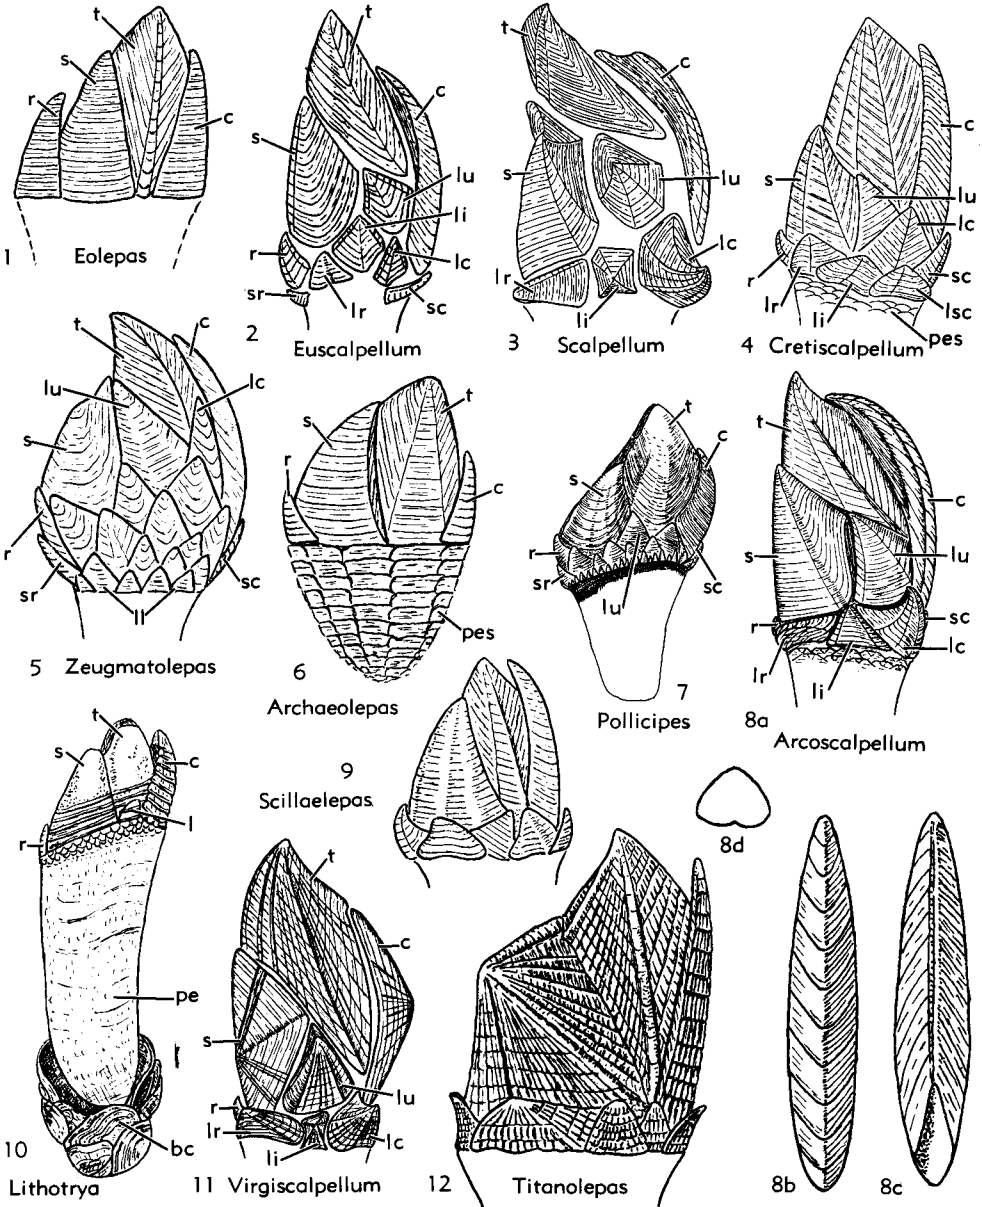 t
s
r
c
1 Eolepas
t
c
s
lu
li
r
lc
sr
lr
sc
2 Euscalpellum
t
c
s
lu
lr
lc
li
3 Scalpellum
c
s
lu
lc
r
sc
lr
li
lsc
pes
4 Cretiscalpellum
t
c
lu
lc
s
r
sr
sc
ll
5 Zeugmatolepas
t
s
r
c
pes
6
Archaeolepas
t
c
s
r
sr
sc
lu
7
Pollicipes
t
c
s
lu
r
sc
lr
lc
li
8a
Arcoscalpellum
9
Scillaelepas
8d
8b
8c
t
s
c
l
r
pe
bc
10
Lithotrya
t
c
s
lu
r
lr
lc
li
11 Virgiscalpellum
12 Titanolepas